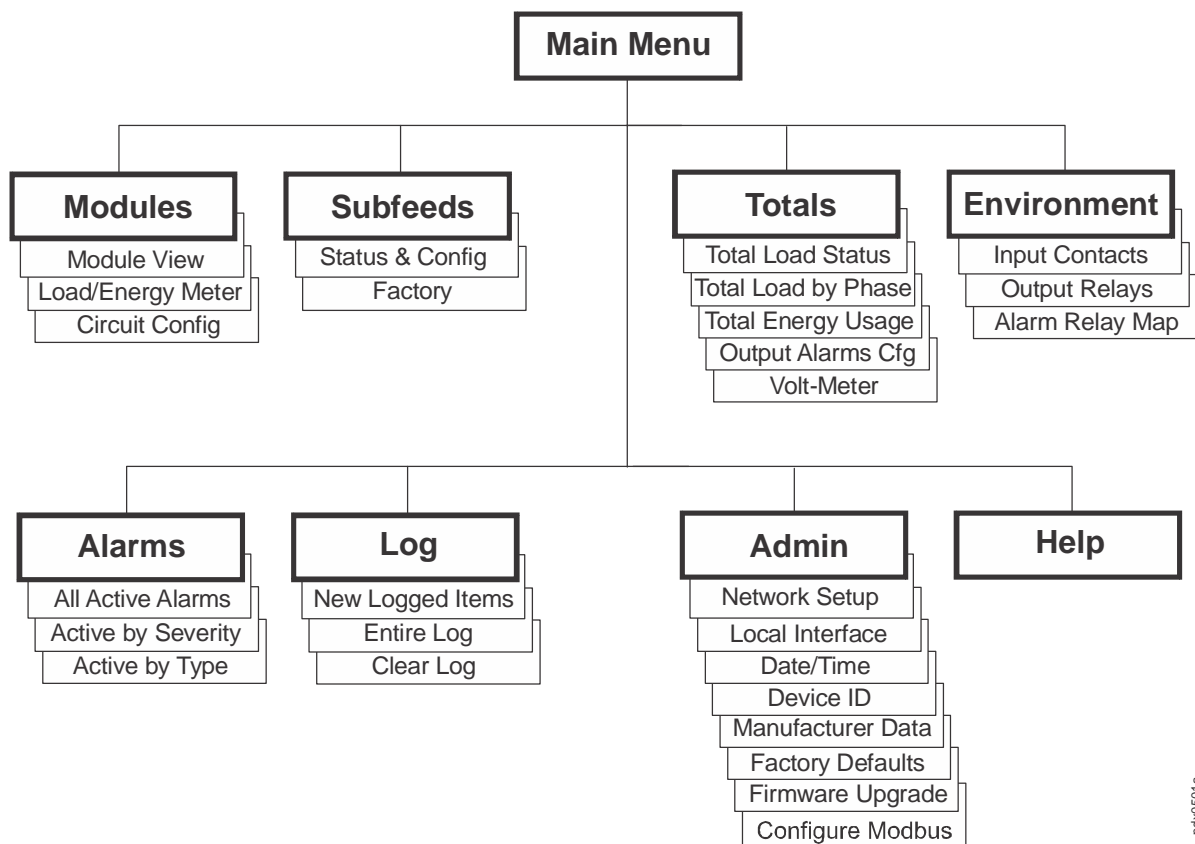 Main Menu
Modules
Module View
Load/Energy Meter
Circuit Config
Subfeeds
Status & Config
Factory
Totals
Total Load Status
Total Load by Phase
Total Energy Usage
Output Alarms Cfg
Volt-Meter
Environment
Input Contacts
Output Relays
Alarm Relay Map
Alarms
All Active Alarms
Active by Severity
Active by Type
Log
New Logged Items
Entire Log
Clear Log
Admin
Network Setup
Local Interface
Date/Time
Device ID
Manufacturer Data
Factory Defaults
Firmware Upgrade
Configure Modbus
Help